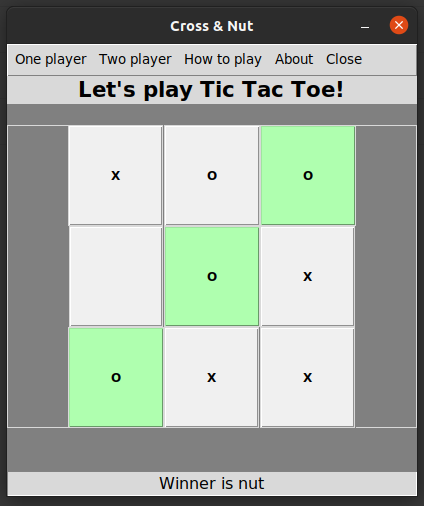 Cross & Nut
One player Two player How to play About Close
Let's play Tic Tac Toe!
x o o
o x
o x x
Winner is nut